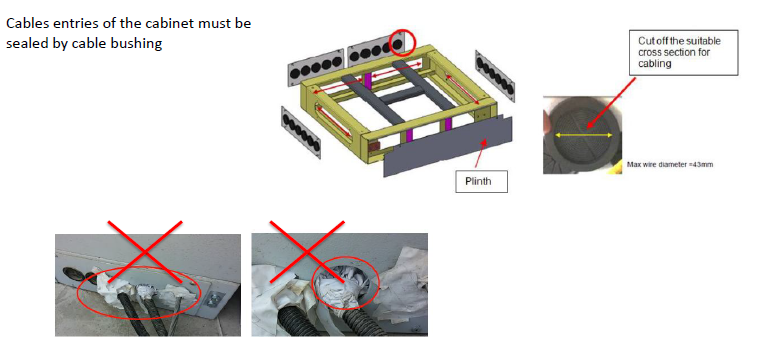 Cables entries of the cabinet must be
sealed by cable bushing
Cut off the suitable
cross section for
cabling
Max wire diameter =43mm
Plinth